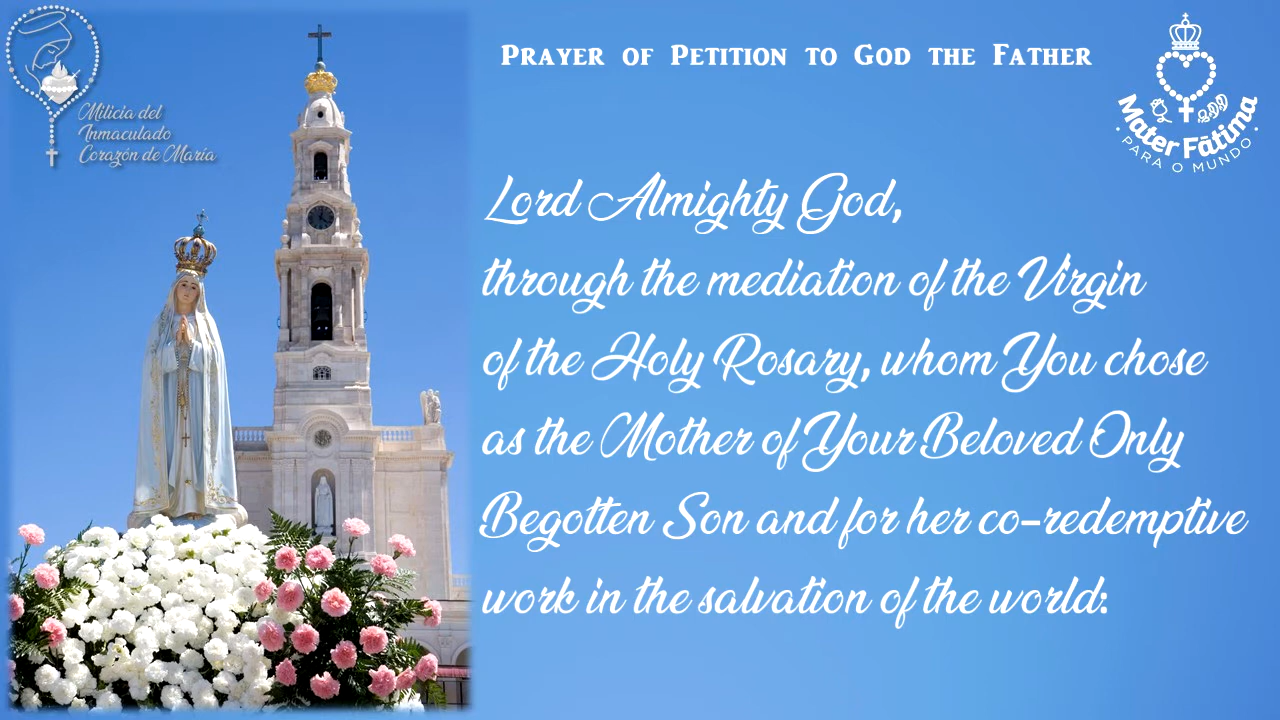 Milicia del
Inmaculado
Corazón de María
Prayer of Petition to God the Father
Mater Fátima
· PARA O MUNDO ·
Lord Almighty God,
through the mediation of the Virgin
of the Holy Rosary, whom You chose
as the Mother of Your Beloved Only
Begotten Son and for her co-redemptive
work in the salvation of the world: